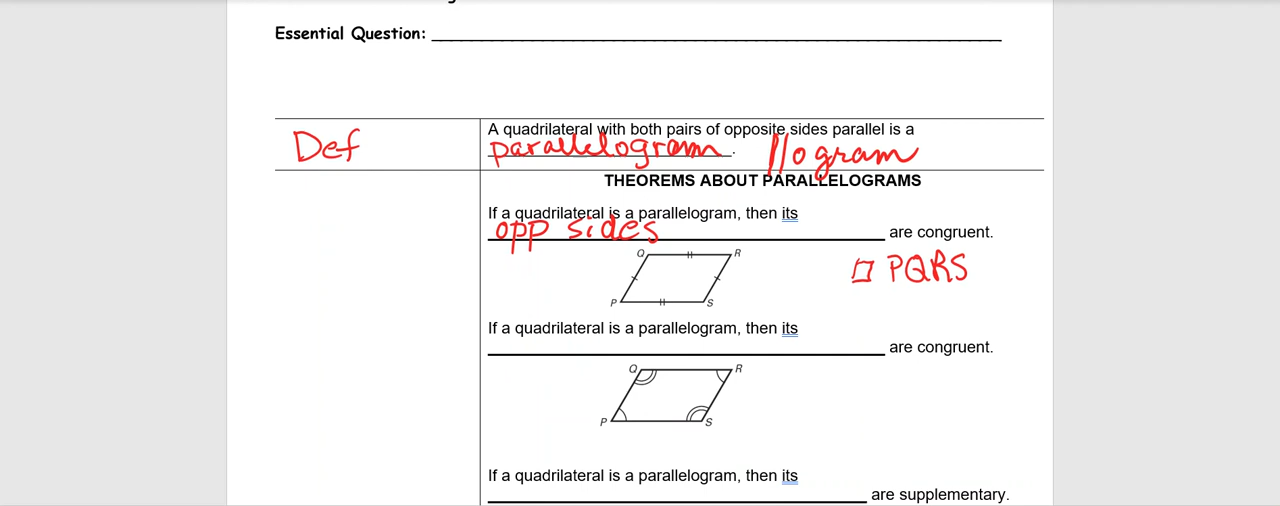 Essential Question:
Def
A quadrilateral with both pairs of opposite sides parallel is a
parallelogram. //ogram
THEOREMS ABOUT PARALLELOGRAMS
If a quadrilateral is a parallelogram, then its
opp sides are congruent.
▱ PQRS
Q R
P S
If a quadrilateral is a parallelogram, then its
are congruent.
Q R
P S
If a quadrilateral is a parallelogram, then its
are supplementary.